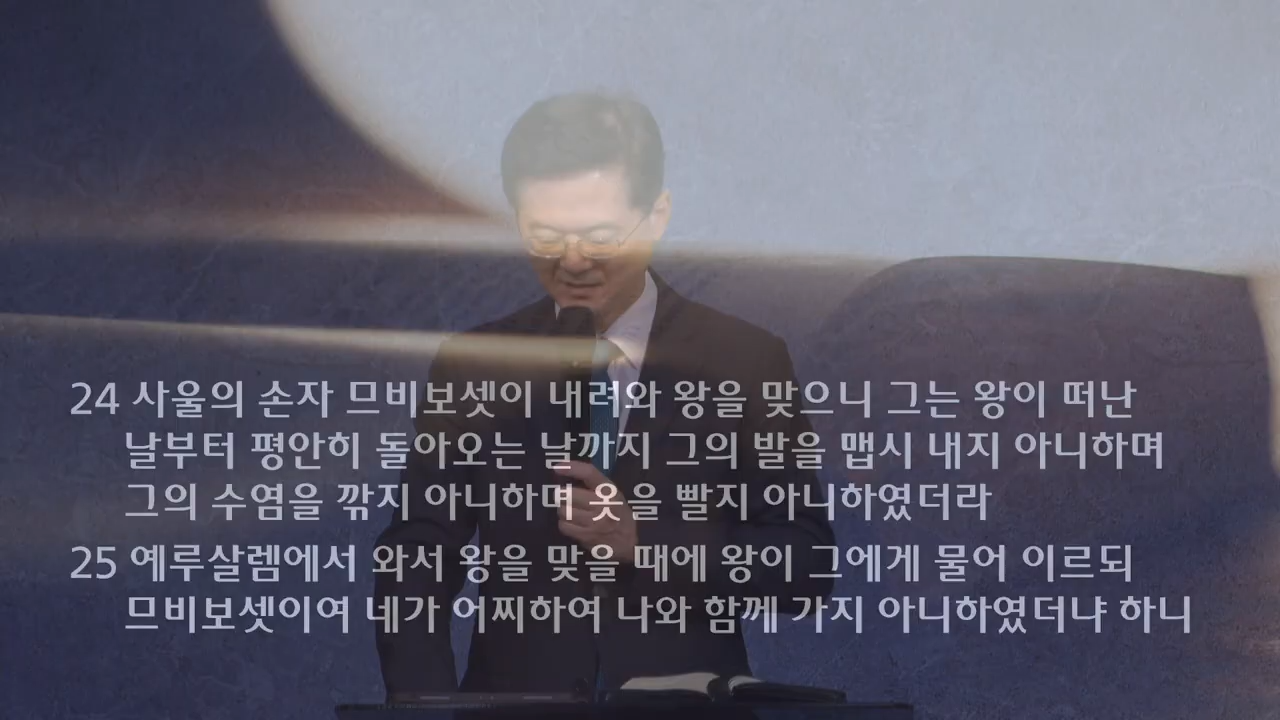 24 사울의 손자 므비보셋이 내려와 왕을 맞으니 그는 왕이 떠난
날부터 평안히 돌아오는 날까지 그의 발을 맵시 내지 아니하며
그의 수염을 깎지 아니하며 옷을 빨지 아니하였더라
25 예루살렘에서 와서 왕을 맞을 때에 왕이 그에게 물어 이르되
므비보셋이여 네가 어찌하여 나와 함께 가지 아니하였더냐 하니